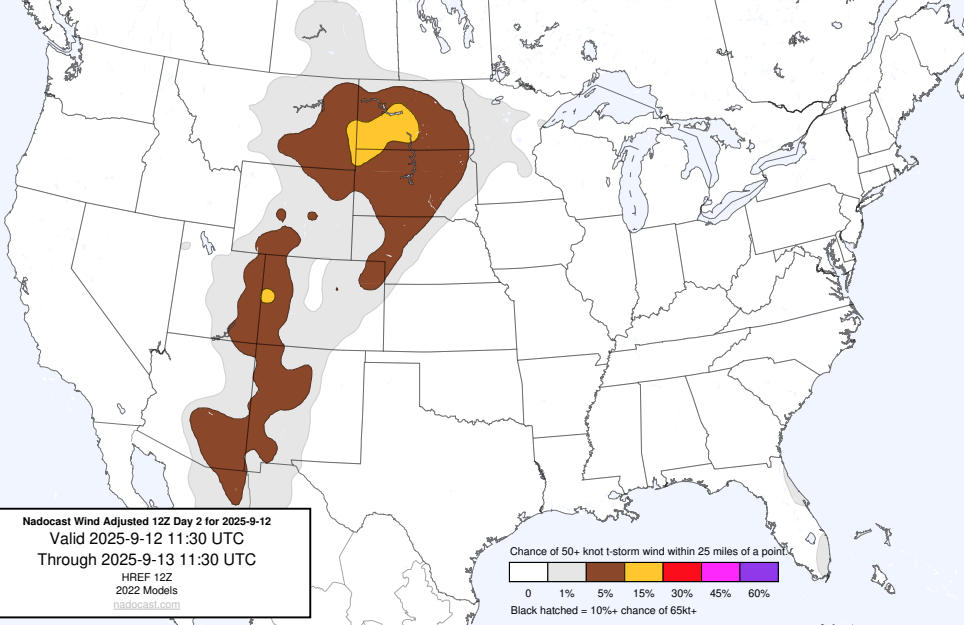 Nadocast Wind Adjusted 12Z Day 2 for 2025-9-12
Valid 2025-9-12 11:30 UTC
Through 2025-9-13 11:30 UTC
HREF 12Z
2022 Models
nadocast.com
Chance of 50+ knot t-storm wind within 25 miles of a point.
0 1% 5% 15% 30% 45% 60%
Black hatched = 10%+ chance of 65kt+